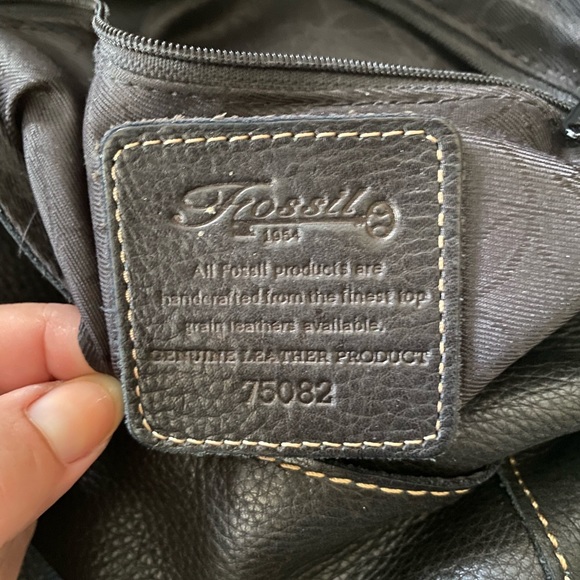 Fossil
1954
All Fossil products are
handcrafted from the finest top
grain leathers available.
GENUINE LEATHER PRODUCT
75082